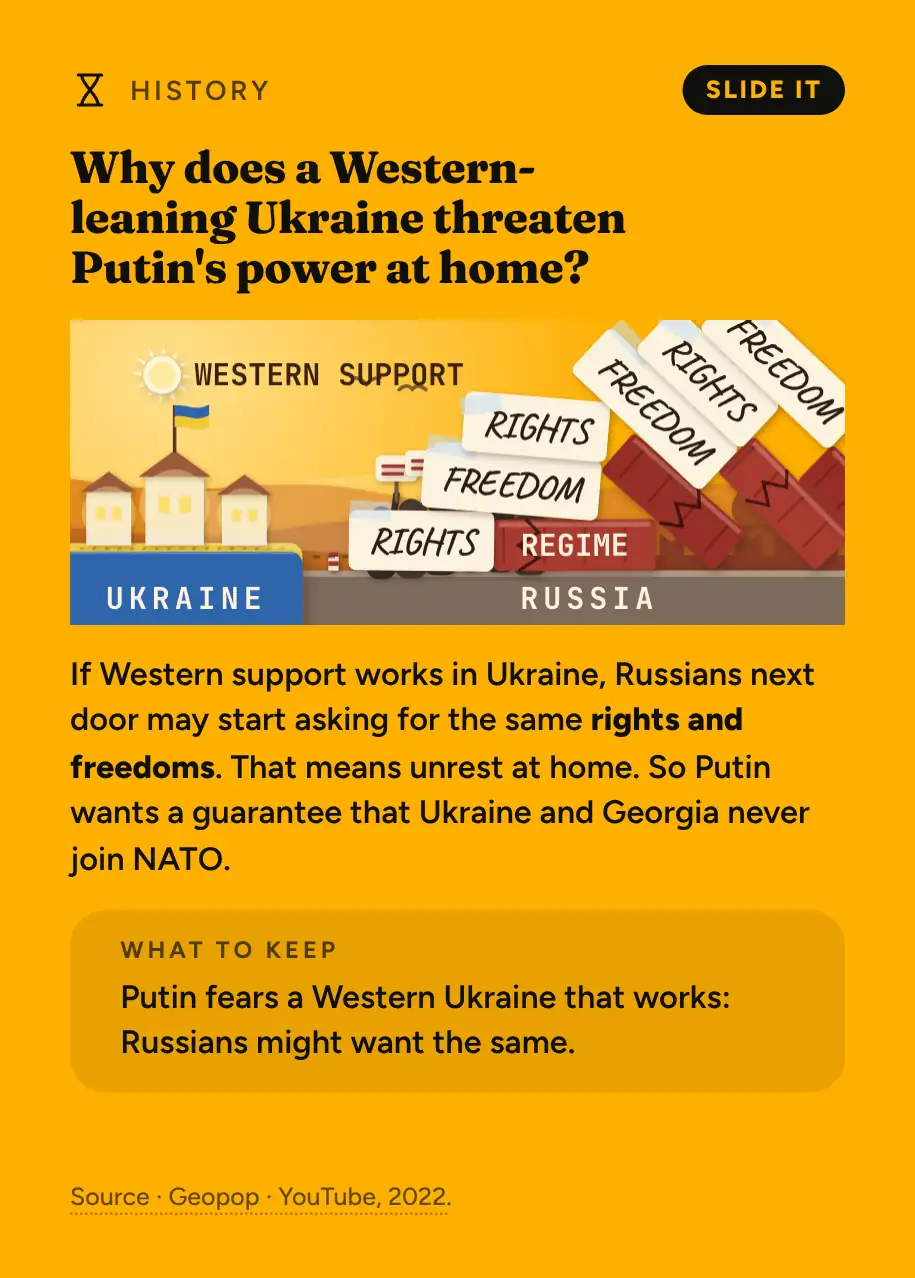 HISTORY
SLIDE IT
Why does a Western-
leaning Ukraine threaten
Putin's power at home?
WESTERN SUPPORT
FREEDOM
RIGHTS
FREEDOM
RIGHTS
FREEDOM
RIGHTS
REGIME
UKRAINE
RUSSIA
If Western support works in Ukraine, Russians next
door may start asking for the same rights and
freedoms. That means unrest at home. So Putin
wants a guarantee that Ukraine and Georgia never
join NATO.
WHAT TO KEEP
Putin fears a Western Ukraine that works:
Russians might want the same.
Source · Geopop · YouTube, 2022.